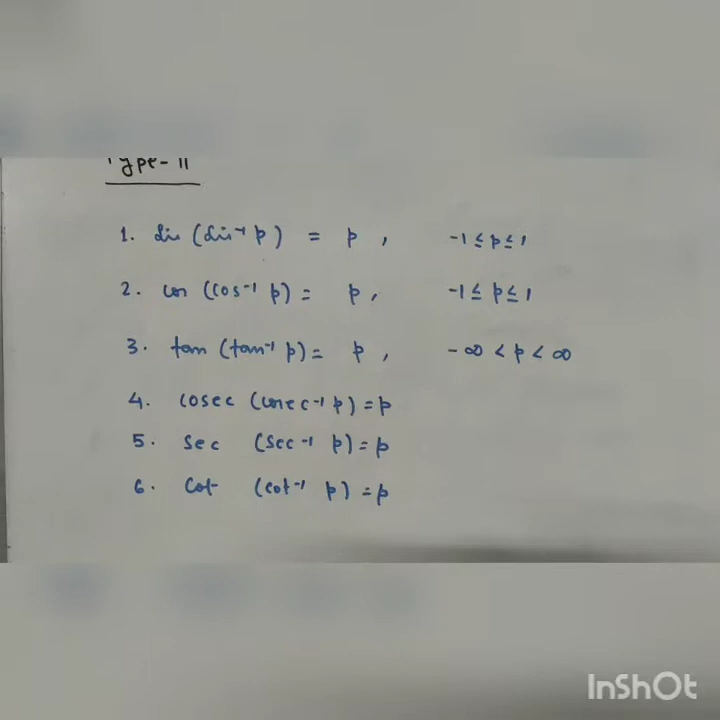 Type-II
1. sin (sin⁻¹ p) = p , -1 ≤ p ≤ 1
2. cos (cos⁻¹ p) = p, -1 ≤ p ≤ 1
3. tan (tan⁻¹ p) = p , -∞ < p < ∞
4. cosec (cosec⁻¹ p) = p
5. sec (sec⁻¹ p) = p
6. cot (cot⁻¹ p) = p
InShOt